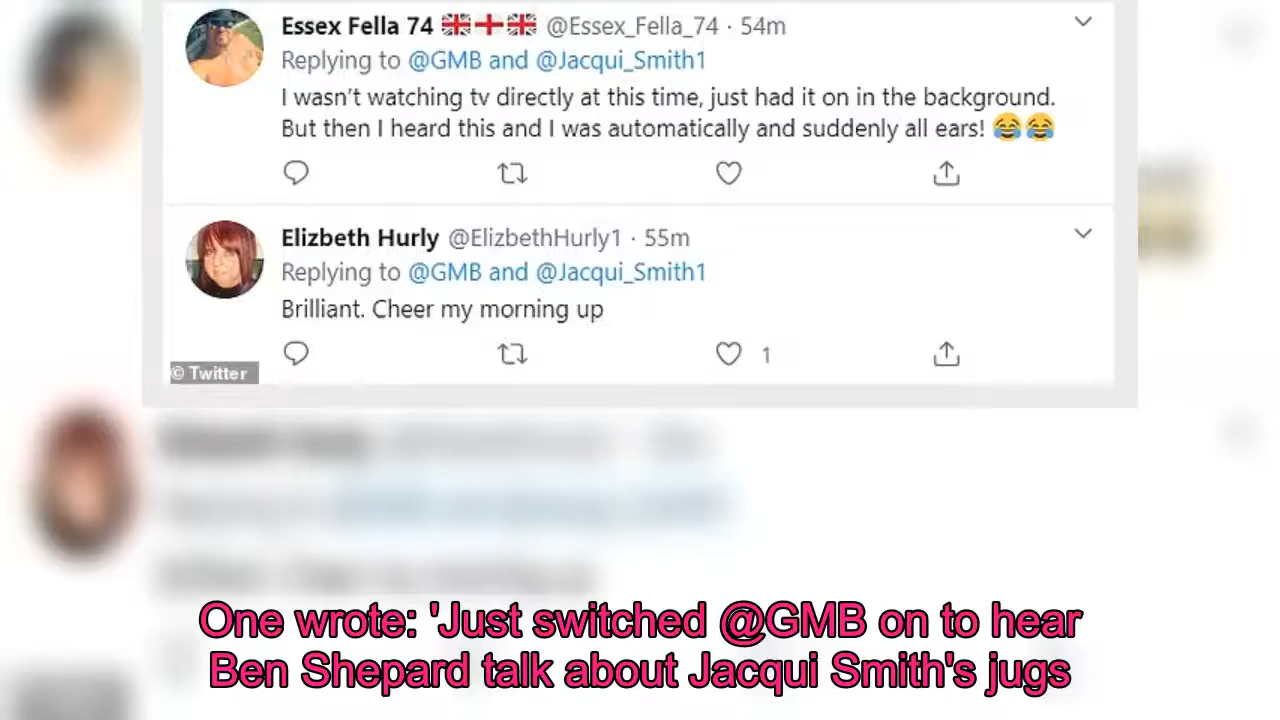 Essex Fella 74 🇬🇧🏴󠁧󠁢󠁥󠁮󠁧󠁿🇬🇧 @Essex_Fella_74 · 54m
Replying to @GMB and @Jacqui_Smith1
I wasn’t watching tv directly at this time, just had it on in the background.
But then I heard this and I was automatically and suddenly all ears! 😂😂
Elizbeth Hurly @ElizbethHurly1 · 55m
Replying to @GMB and @Jacqui_Smith1
Brilliant. Cheer my morning up
1
© Twitter
One wrote: 'Just switched @GMB on to hear
Ben Shepard talk about Jacqui Smith's jugs